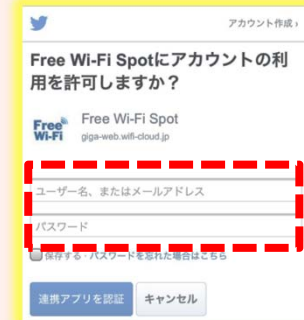 アカウント作成 ›
Free Wi-Fi Spotにアカウントの利
用を許可しますか？
Free Wi-Fi
Free Wi-Fi Spot
giga-web.wifi-cloud.jp
ユーザー名、またはメールアドレス
パスワード
保存する · パスワードを忘れた場合はこちら
連携アプリを認証
キャンセル